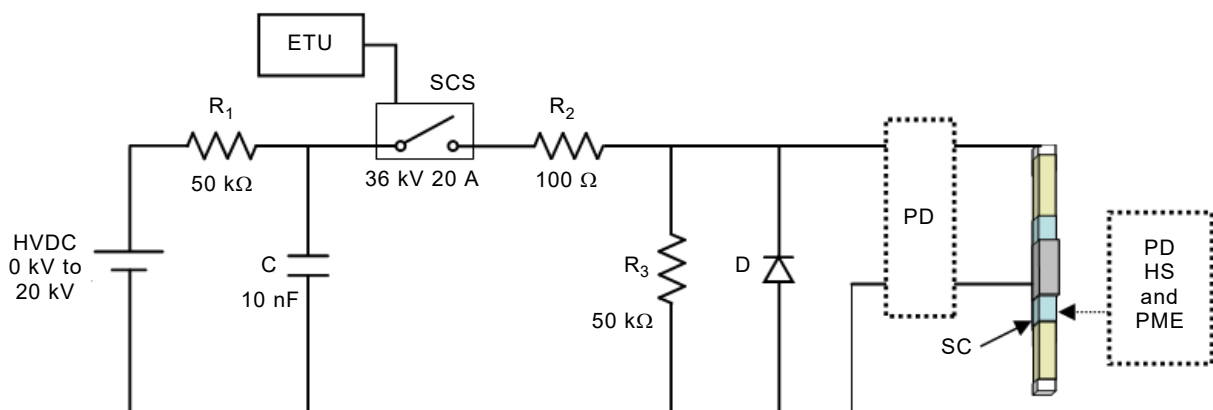 ETU
SCS
R1
R2
50 kΩ
36 kV 20 A
100 Ω
PD
HVDC
0 kV to
20 kV
C
10 nF
R3
50 kΩ
D
SC
PD
HS
and
PME